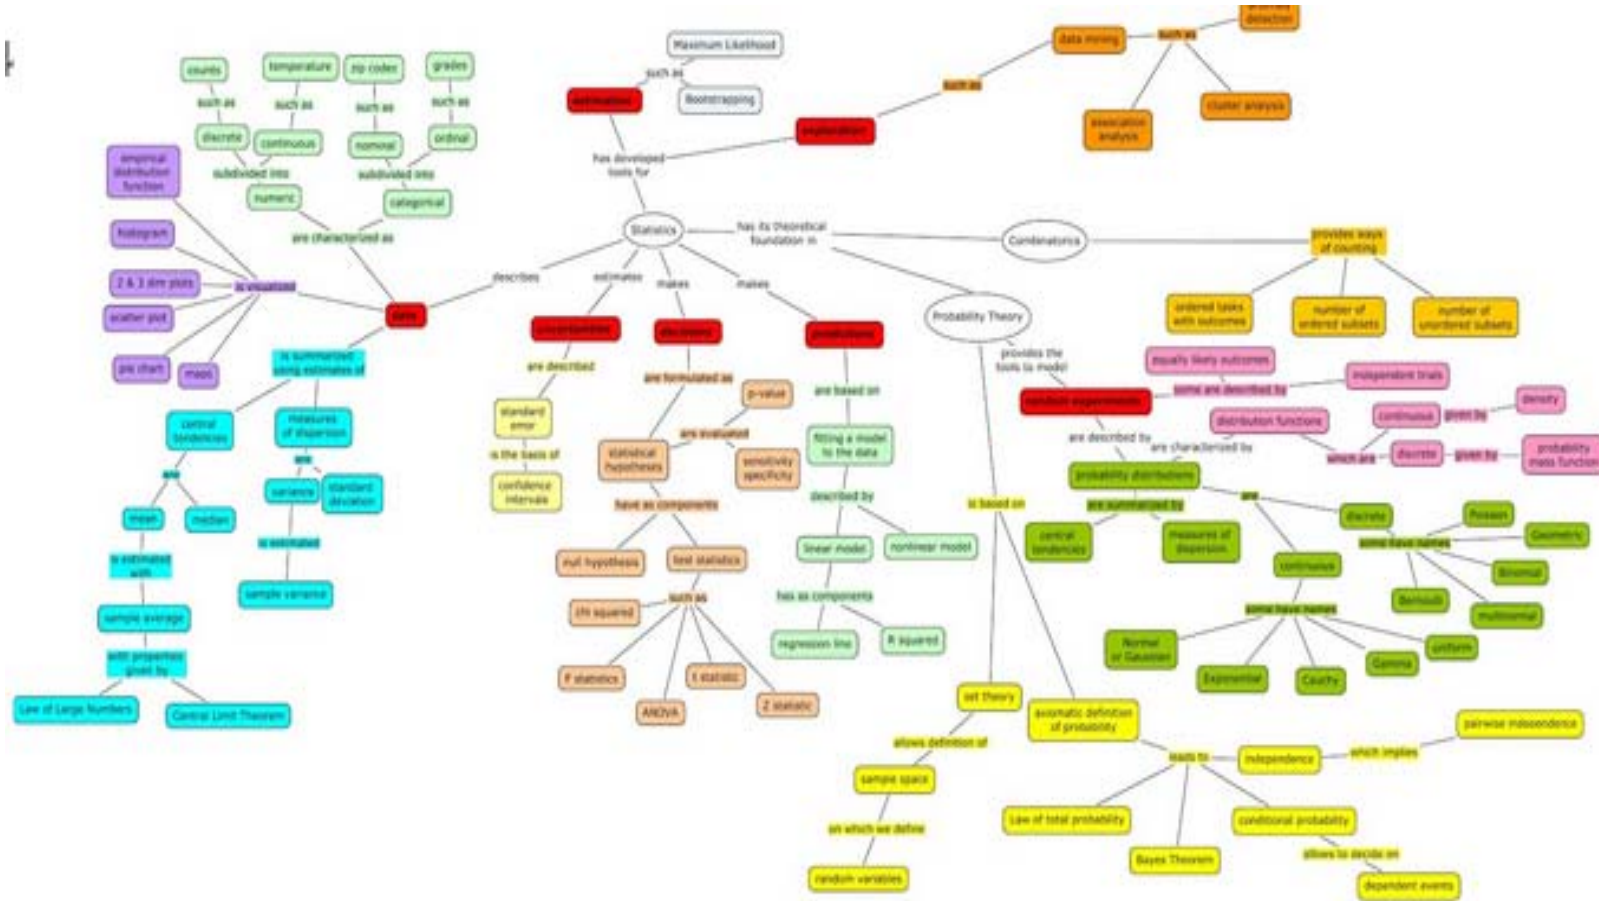 detection
data mining
such as
Maximum Likelihood
such as
Bootstrapping
estimation
such as
cluster analysis
association
analysis
exploration
has developed
tools for
counts
temperature
zip codes
grades
such as
such as
such as
such as
discrete
continuous
nominal
ordinal
subdivided into
subdivided into
numeric
categorical
are characterized as
empirical
distribution
function
histogram
2 & 3 dim plots
is visualized
scatter plot
pie chart
maps
data
describes
Statistics
has its theoretical
foundation in
Combinatorics
provides ways
of counting
ordered tasks
with outcomes
number of
ordered subsets
number of
unordered subsets
estimates
makes
makes
uncertainties
decisions
predictions
Probability Theory
provides the
tools to model
is summarized
using estimates of
central
tendencies
measures
of dispersion
are
are
variance
standard
deviation
mean
median
is estimated
with
is estimated
sample variance
sample average
with properties
given by
Law of Large Numbers
Central Limit Theorem
are described
standard
error
is the basis of
confidence
intervals
are formulated as
p-value
are evaluated
statistical
hypotheses
sensitivity
specificity
have as components
null hypothesis
test statistics
such as
chi squared
F statistics
t statistic
ANOVA
Z statistic
are based on
fitting a model
to the data
described by
linear model
nonlinear model
has as components
regression line
R squared
equally likely outcomes
independent trials
some are described by
random experiments
distribution functions
continuous
given by
density
are described by
are characterized by
which are
discrete
given by
probability
mass function
probability distributions
are summarized by
are
central
tendencies
measures of
dispersion
discrete
Poisson
some have names
Geometric
Binomial
Bernoulli
multinomial
continuous
some have names
Normal
or Gaussian
Exponential
Cauchy
Gamma
uniform
is based on
set theory
axiomatic definition
of probability
allows definition of
sample space
on which we define
random variables
leads to
independence
which implies
pairwise independence
Law of total probability
conditional probability
Bayes Theorem
allows to decide on
dependent events